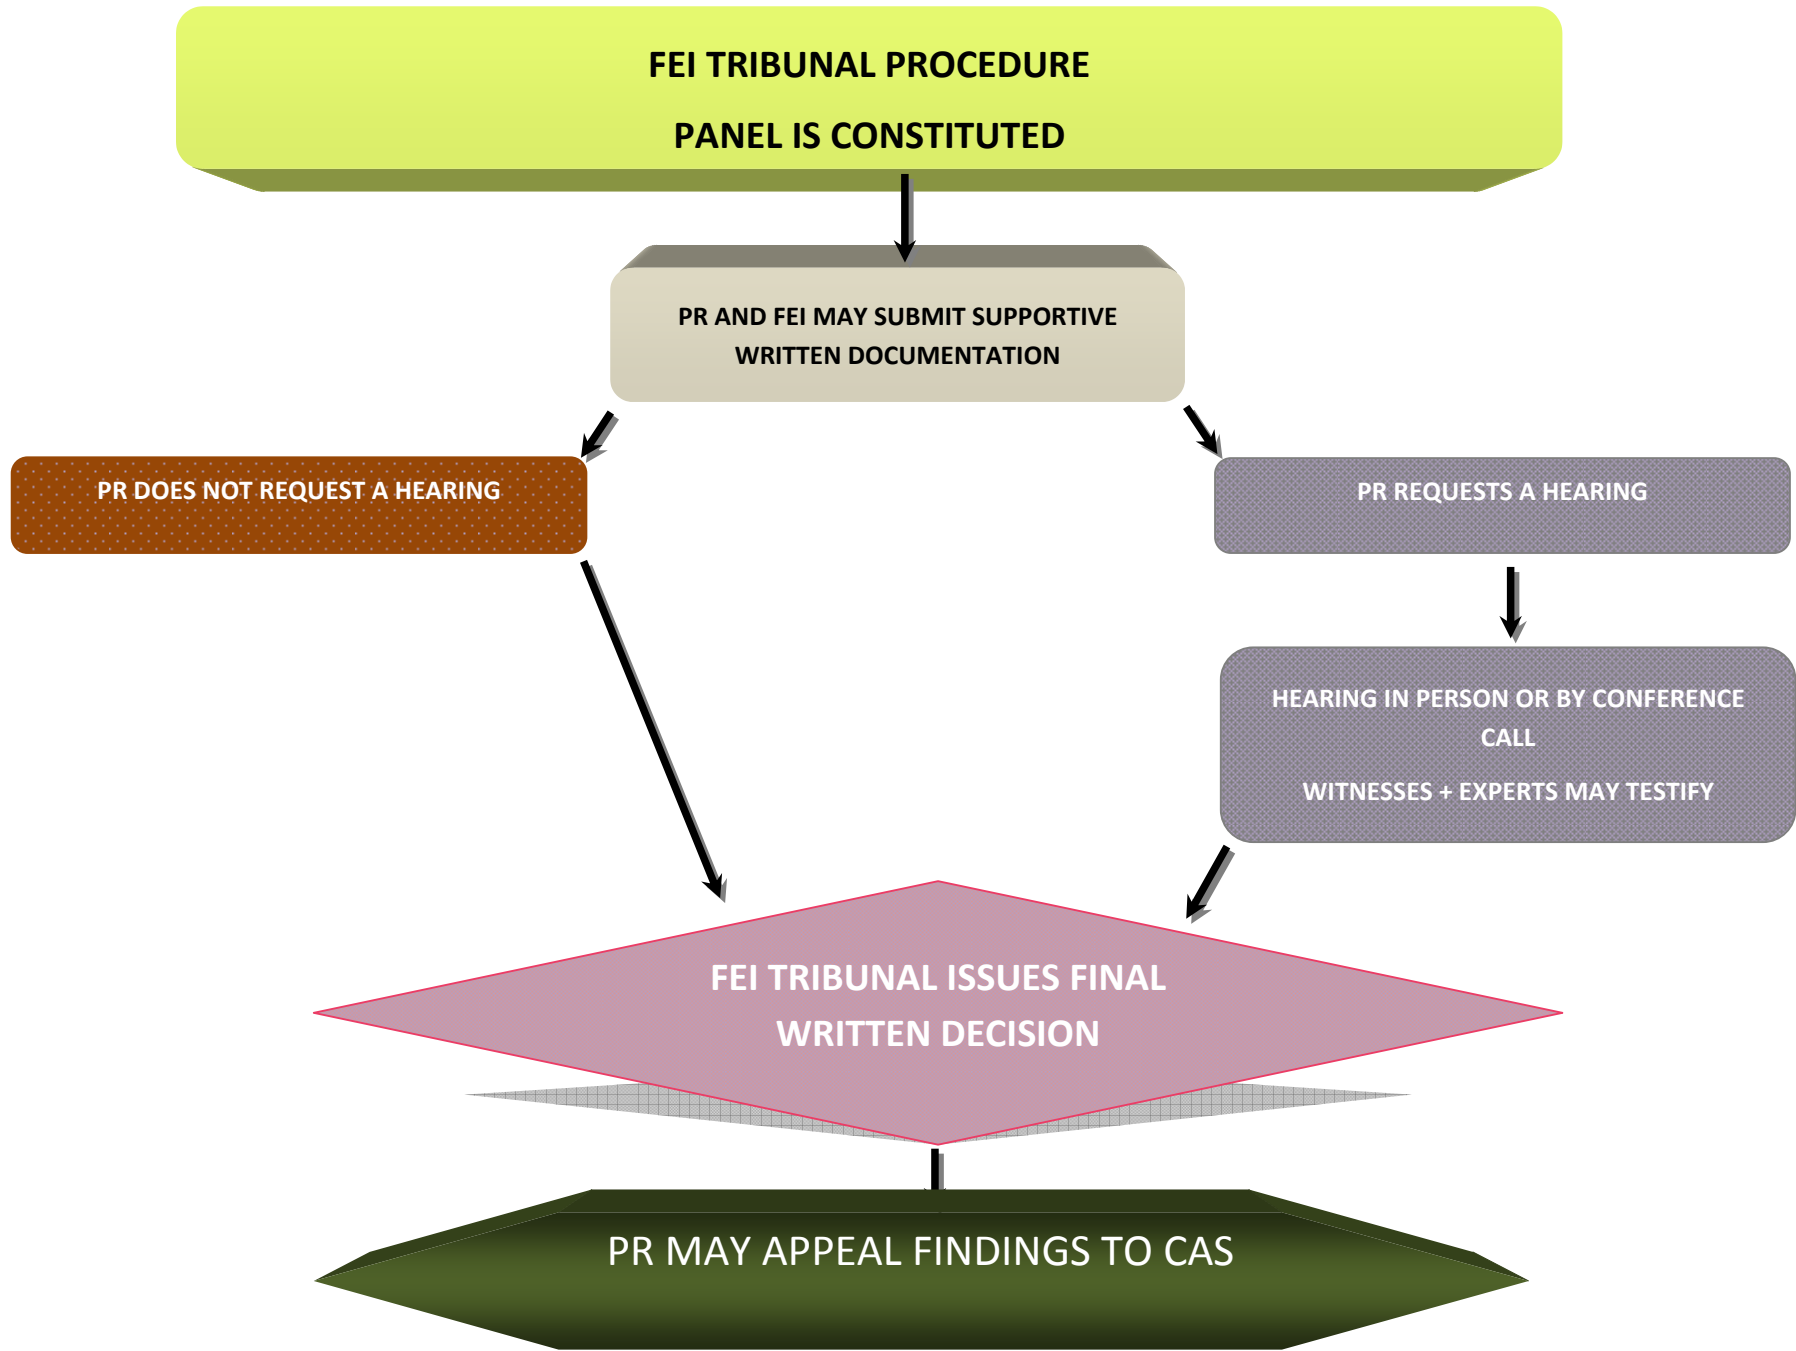 FEI TRIBUNAL PROCEDURE
PANEL IS CONSTITUTED
PR AND FEI MAY SUBMIT SUPPORTIVE
WRITTEN DOCUMENTATION
PR DOES NOT REQUEST A HEARING
PR REQUESTS A HEARING
HEARING IN PERSON OR BY CONFERENCE
CALL
WITNESSES + EXPERTS MAY TESTIFY
FEI TRIBUNAL ISSUES FINAL
WRITTEN DECISION
PR MAY APPEAL FINDINGS TO CAS